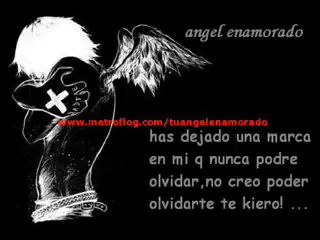 angel enamorado
www.metroflog.com/tuangelenamorado
has dejado una marca
en mi q nunca podre
olvidar,no creo poder
olvidarte te kiero! ...